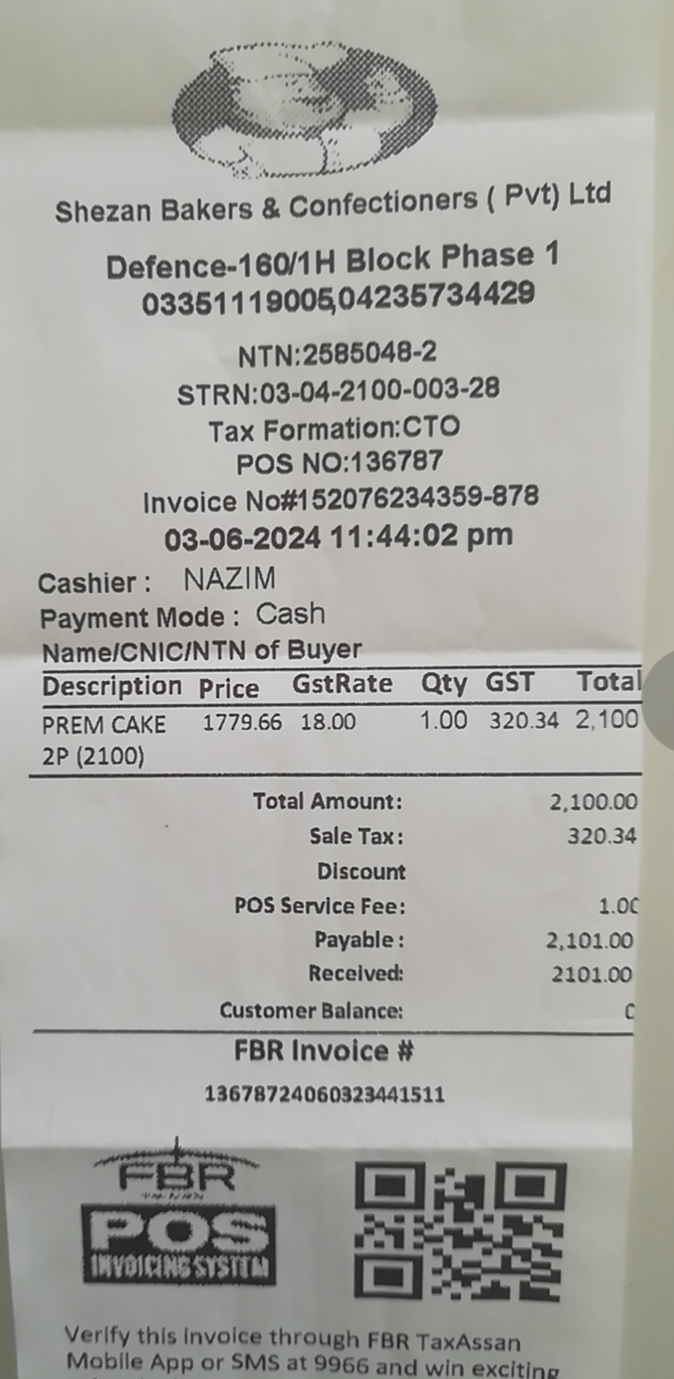 Shezan Bakers & Confectioners ( Pvt) Ltd
Defence-160/1H Block Phase 1
03351119005,04235734429
NTN:2585048-2
STRN:03-04-2100-003-28
Tax Formation:CTO
POS NO:136787
Invoice No#152076234359-878
03-06-2024 11:44:02 pm
Cashier : NAZIM
Payment Mode : Cash
Name/CNIC/NTN of Buyer
Description Price GstRate Qty GST Total
PREM CAKE 1779.66 18.00 1.00 320.34 2,100
2P (2100)
Total Amount: 2,100.00
Sale Tax: 320.34
Discount
POS Service Fee: 1.00
Payable : 2,101.00
Received: 2101.00
Customer Balance:
FBR Invoice #
13678724060323441511
FBR
POS
INVOICING SYSTEM
Verify this invoice through FBR TaxAssan
Mobile App or SMS at 9966 and win exciting